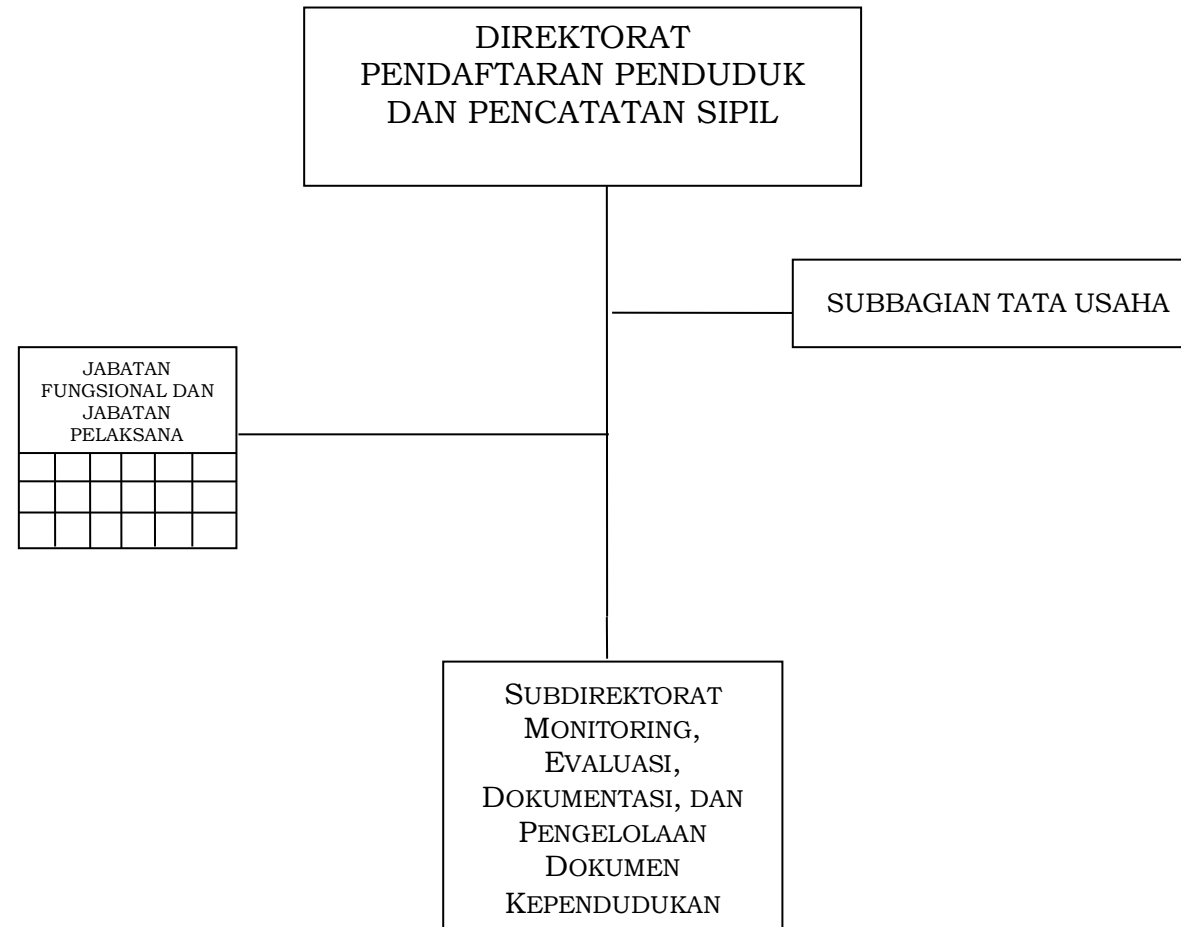 DIREKTORAT
PENDAFTARAN PENDUDUK
DAN PENCATATAN SIPIL
SUBBAGIAN TATA USAHA
JABATAN
FUNGSIONAL DAN
JABATAN
PELAKSANA
SUBDIREKTORAT
MONITORING,
EVALUASI,
DOKUMENTASI, DAN
PENGELOLAAN
DOKUMEN
KEPENDUDUKAN